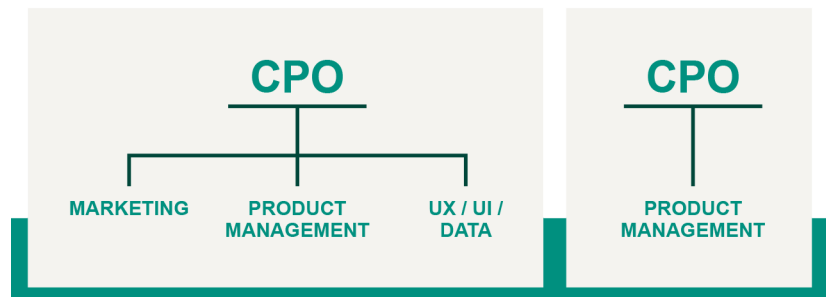 CPO
MARKETING
PRODUCT
MANAGEMENT
UX / UI /
DATA
CPO
PRODUCT
MANAGEMENT